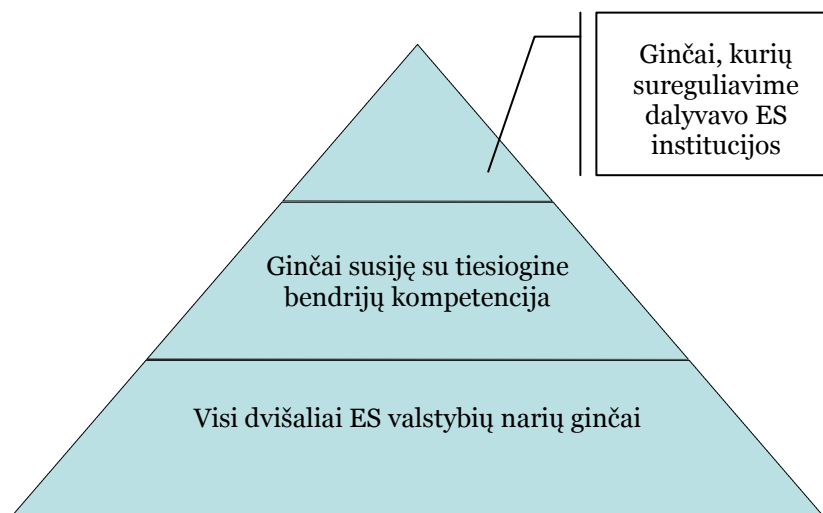 Ginčai, kurių
sureguliavime
dalyvavo ES
institucijos
Ginčai susiję su tiesiogine
bendrijų kompetencija
Visi dvišaliai ES valstybių narių ginčai